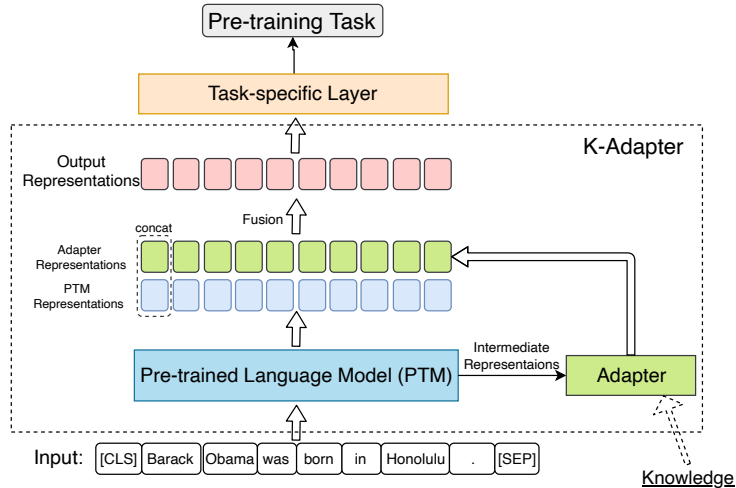 Pre-training Task
Task-specific Layer
K-Adapter
Output
Representations
Fusion
concat
Adapter
Representations
PTM
Representations
Pre-trained Language Model (PTM)
Intermediate
Representaions
Adapter
Input: [CLS] Barack Obama was born in Honolulu . [SEP]
Knowledge